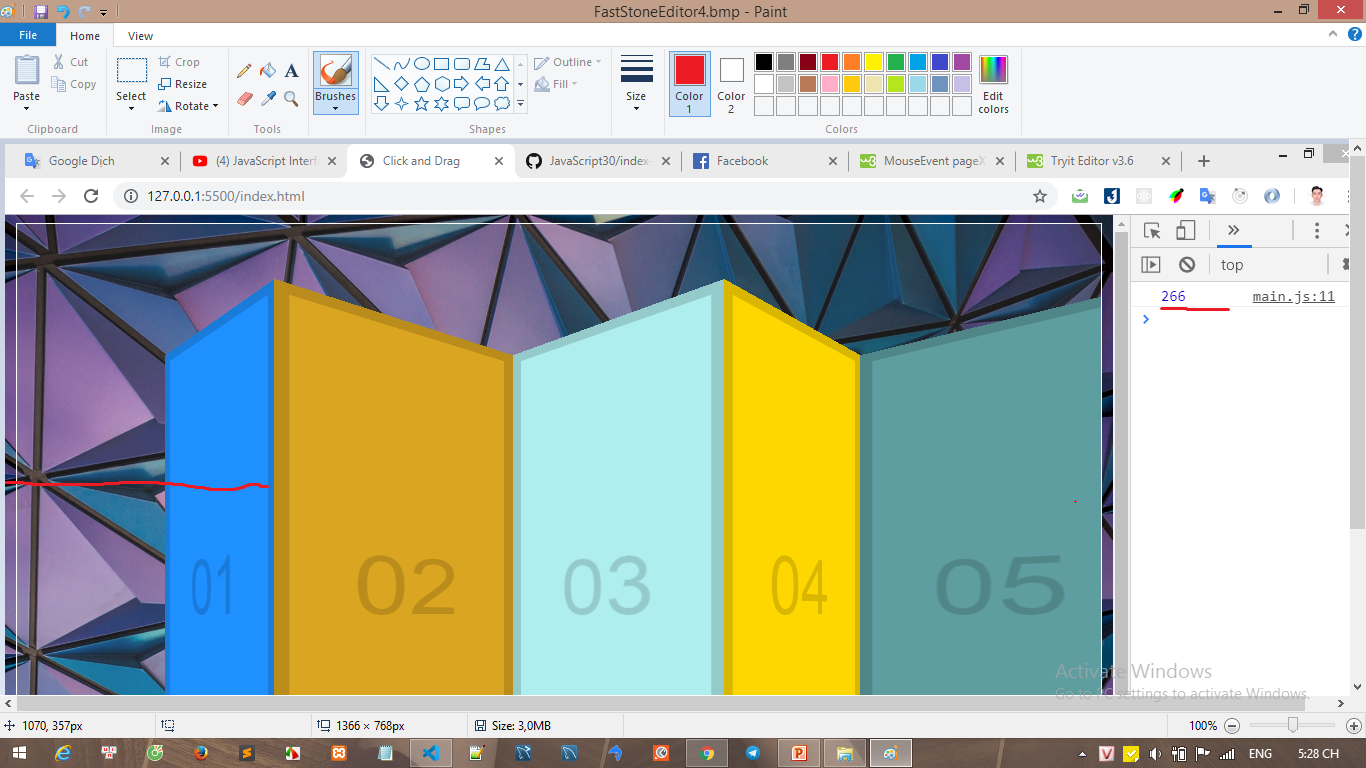 FastStoneEditor4.bmp - Paint
File Home View
Paste Cut Copy
Clipboard
Select Crop Resize Rotate
Image
A
Tools
Brushes
Outline Fill
Shapes
Size
Color 1
Color 2
Edit colors
Colors
Google Dịch
(4) JavaScript Interf
Click and Drag
JavaScript30/index-
Facebook
MouseEvent pageX
Tryit Editor v3.6
127.0.0.1:5500/index.html
top
266 main.js:11
01 02 03 04 05
Activate Windows
Go to PC settings to activate Windows.
1070, 357px
1366 × 768px
Size: 3,0MB
100%
ENG 5:28 CH